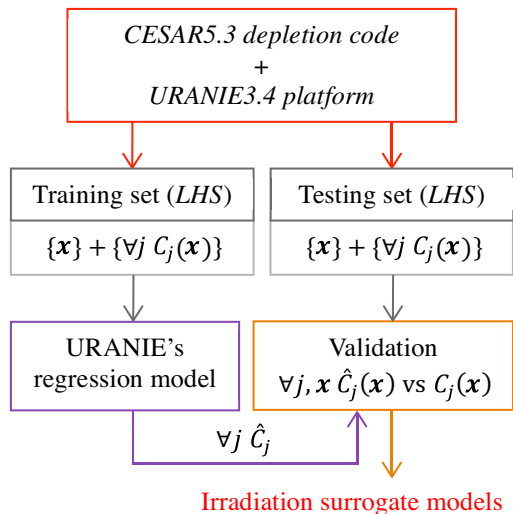 CESAR5.3 depletion code
+
URANIE3.4 platform
Training set (LHS)
{𝒙} + {∀j C_j(𝒙)}
Testing set (LHS)
{𝒙} + {∀j C_j(𝒙)}
URANIE's
regression model
Validation
∀j, 𝒙 Ĉ_j(𝒙) vs C_j(𝒙)
∀j Ĉ_j
Irradiation surrogate models